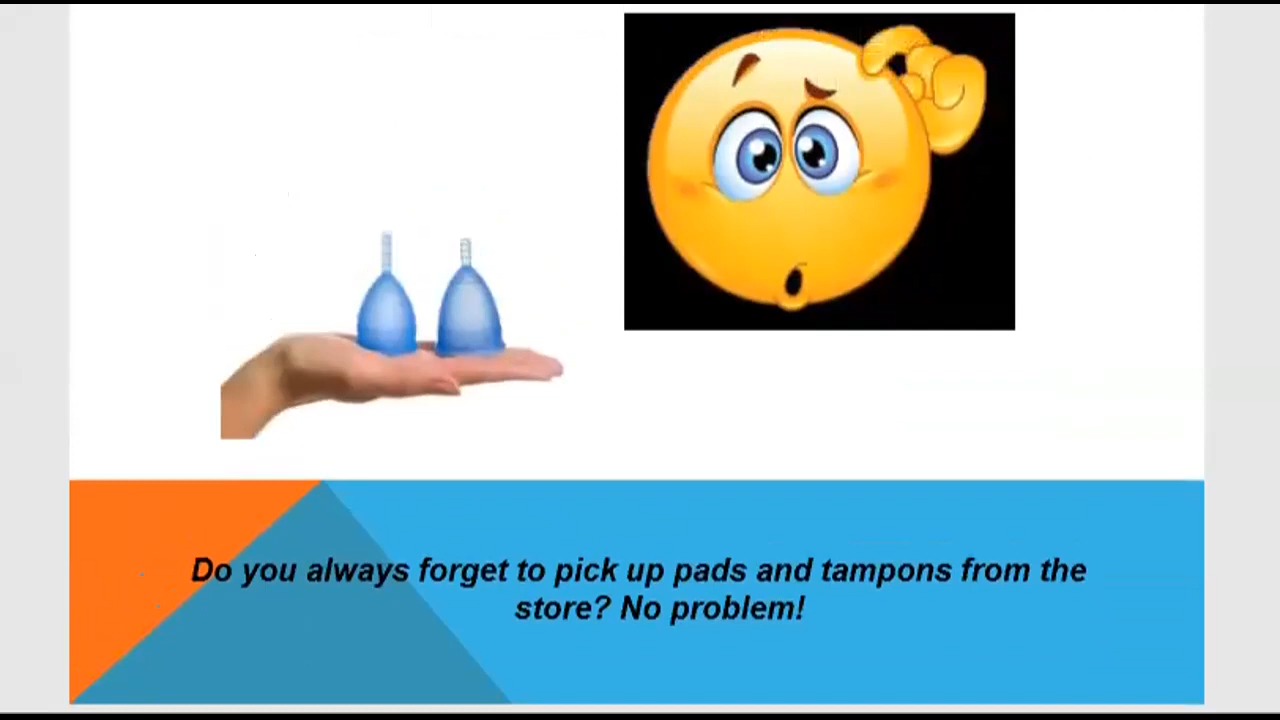 Do you always forget to pick up pads and tampons from the
store? No problem!